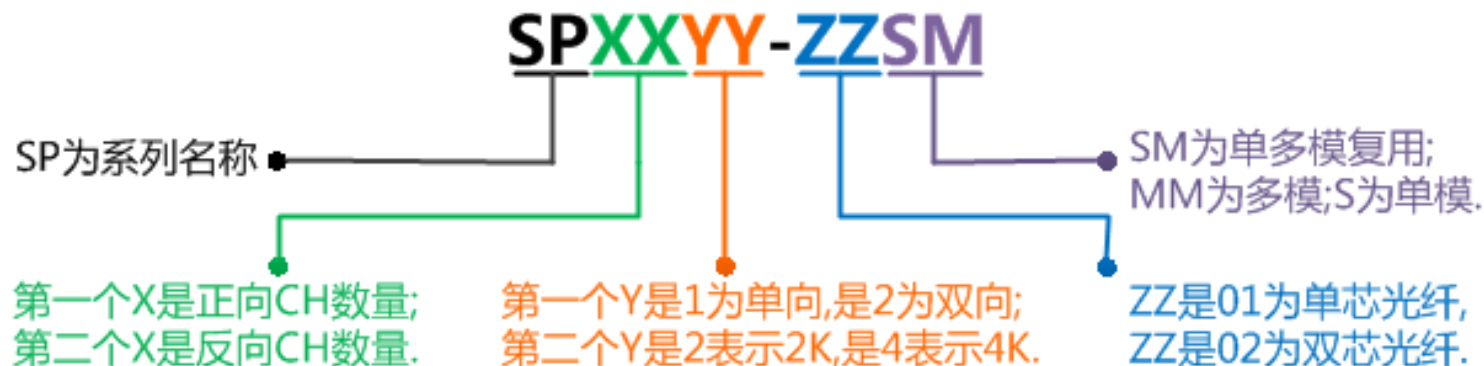 SPXXYY-ZZSM
SP为系列名称
SM为单多模复用;
MM为多模;S为单模.
第一个X是正向CH数量;
第二个X是反向CH数量.
第一个Y是1为单向,是2为双向;
第二个Y是2表示2K,是4表示4K.
ZZ是01为单芯光纤,
ZZ是02为双芯光纤.